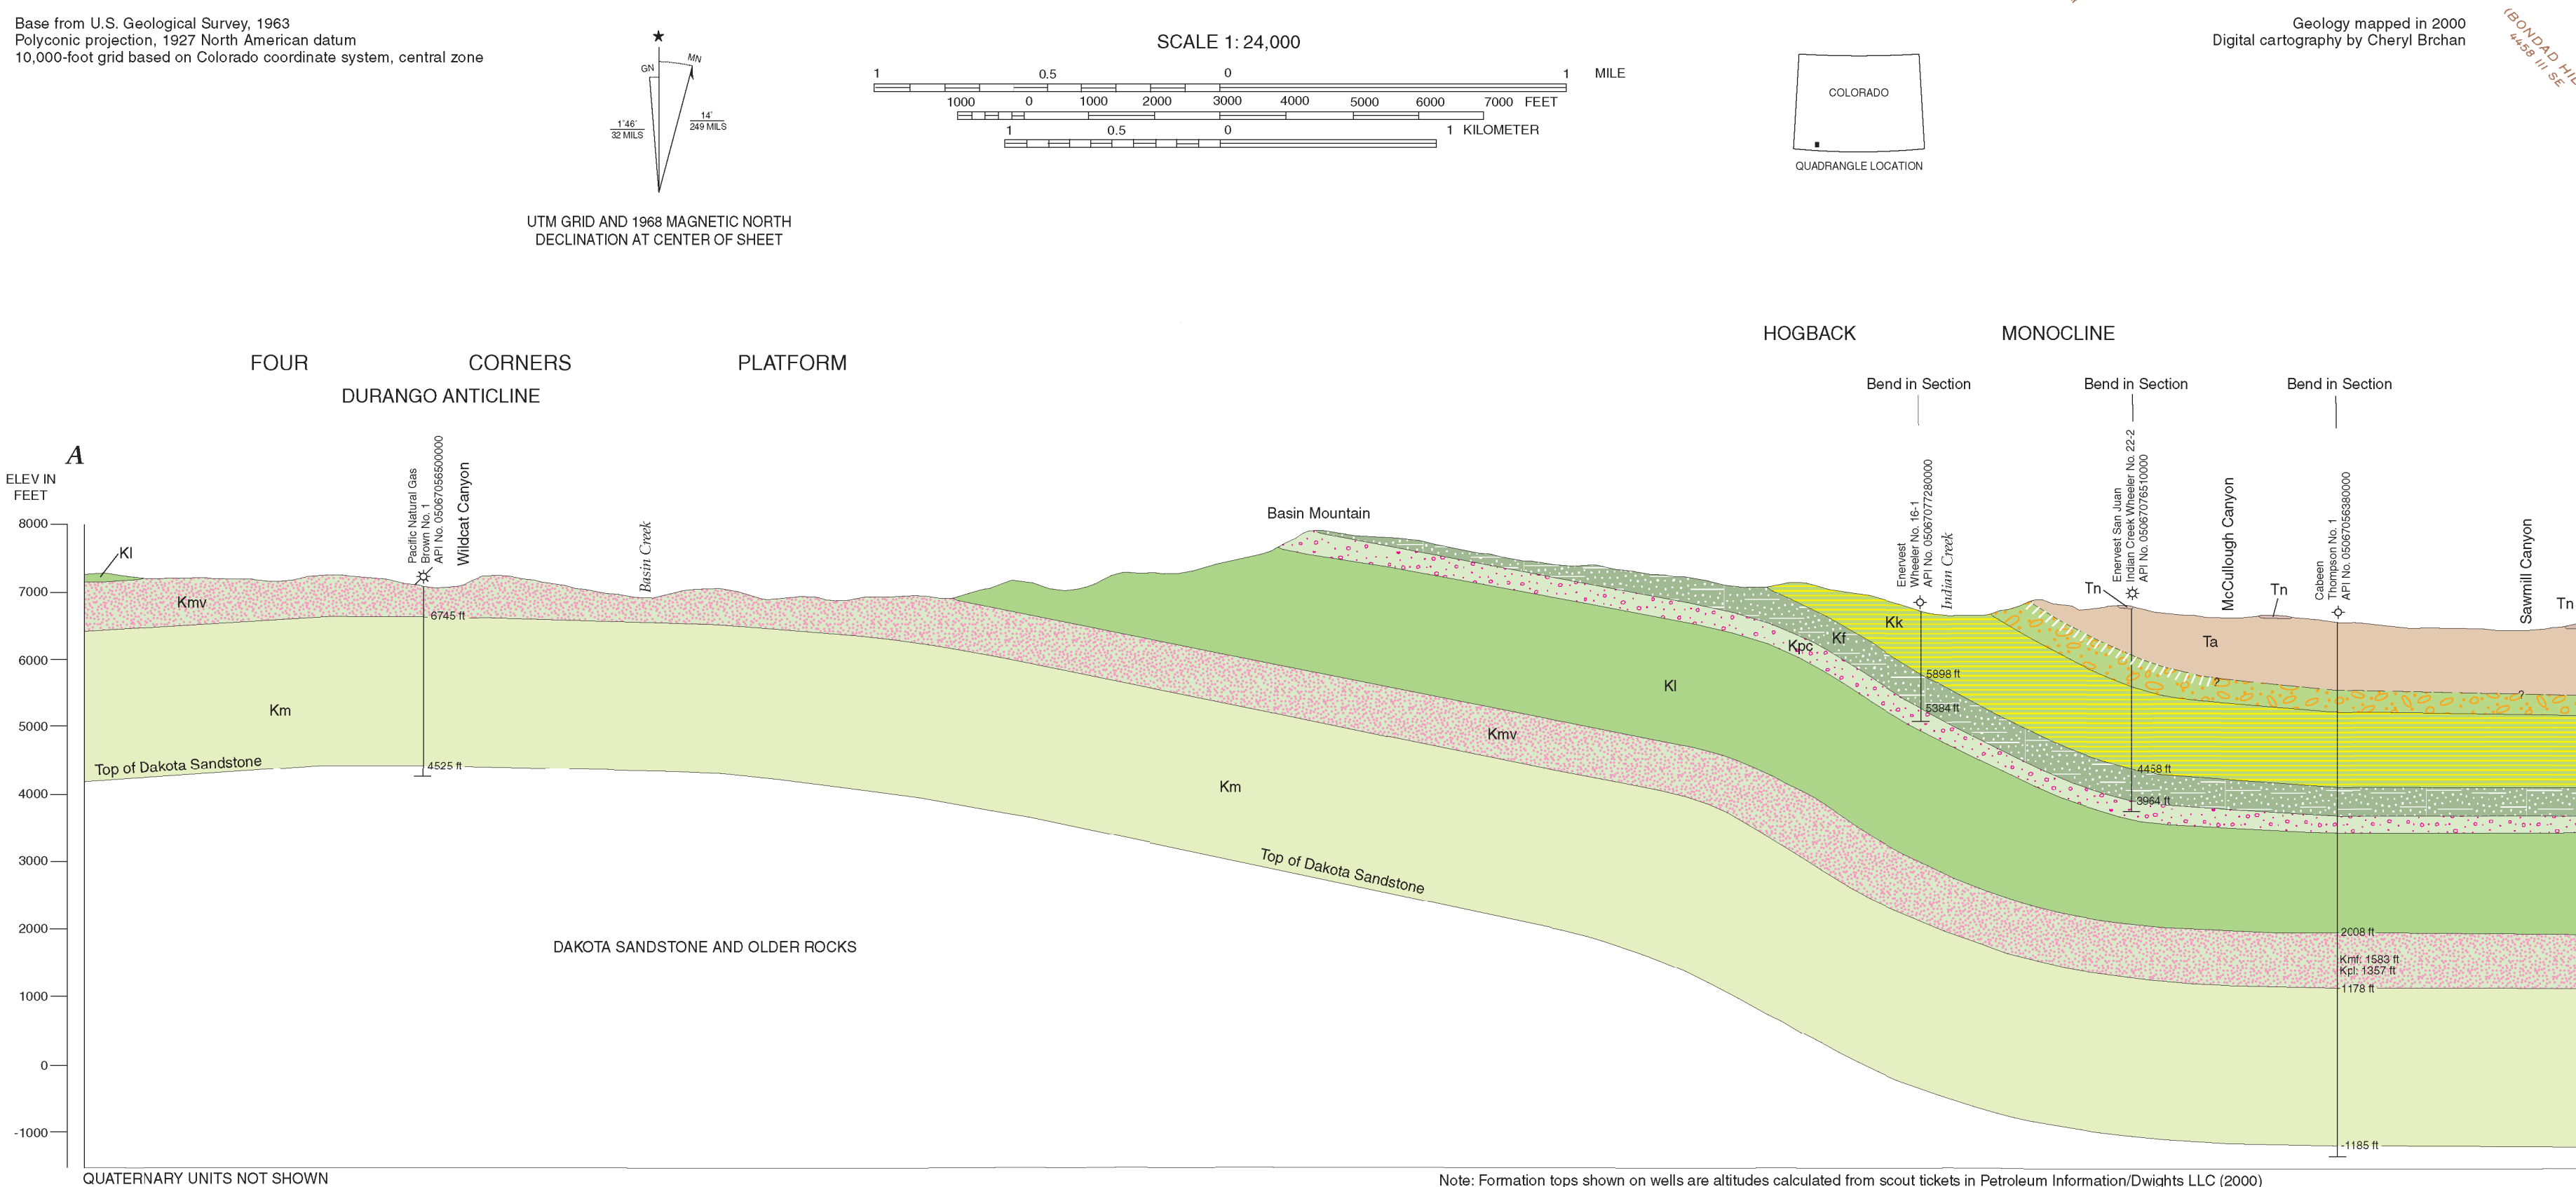 Base from U.S. Geological Survey, 1963
Polyconic projection, 1927 North American datum
10,000-foot grid based on Colorado coordinate system, central zone
★
GN
MN
1°46′
32 MILS
14°
249 MILS
UTM GRID AND 1968 MAGNETIC NORTH
DECLINATION AT CENTER OF SHEET
SCALE 1: 24,000
1 0.5 0 1 MILE
1000 0 1000 2000 3000 4000 5000 6000 7000 FEET
1 0.5 0 1 KILOMETER
COLORADO
QUADRANGLE LOCATION
Geology mapped in 2000
Digital cartography by Cheryl Brchan
(BONDAD HIL
4458 III SE
FOUR CORNERS PLATFORM
DURANGO ANTICLINE
HOGBACK MONOCLINE
Bend in Section
Bend in Section
Bend in Section
A
ELEV IN
FEET
8000
7000
6000
5000
4000
3000
2000
1000
0
-1000
Kl
Kmv
Km
Top of Dakota Sandstone
Pacific Natural Gas
Brown No. 1
API No. 05067056500000
Wildcat Canyon
6745 ft
4525 ft
Basin Creek
DAKOTA SANDSTONE AND OLDER ROCKS
Basin Mountain
Kl
Kmv
Km
Top of Dakota Sandstone
Kpc
Kf
Kk
Enervest
Wheeler No. 16-1
API No. 05067077280000
Indian Creek
5898 ft
5384 ft
Tn
Enervest San Juan
Indian Creek Wheeler No. 22-2
API No. 05067076510000
4458 ft
3964 ft
McCullough Canyon
Ta
?
Tn
Cabeen
Thompson No. 1
API No. 05067056380000
2008 ft
Kmf: 1583 ft
Kpl: 1357 ft
1178 ft
-1185 ft
Sawmill Canyon
?
Tn
QUATERNARY UNITS NOT SHOWN
Note: Formation tops shown on wells are altitudes calculated from scout tickets in Petroleum Information/Dwights LLC (2000)